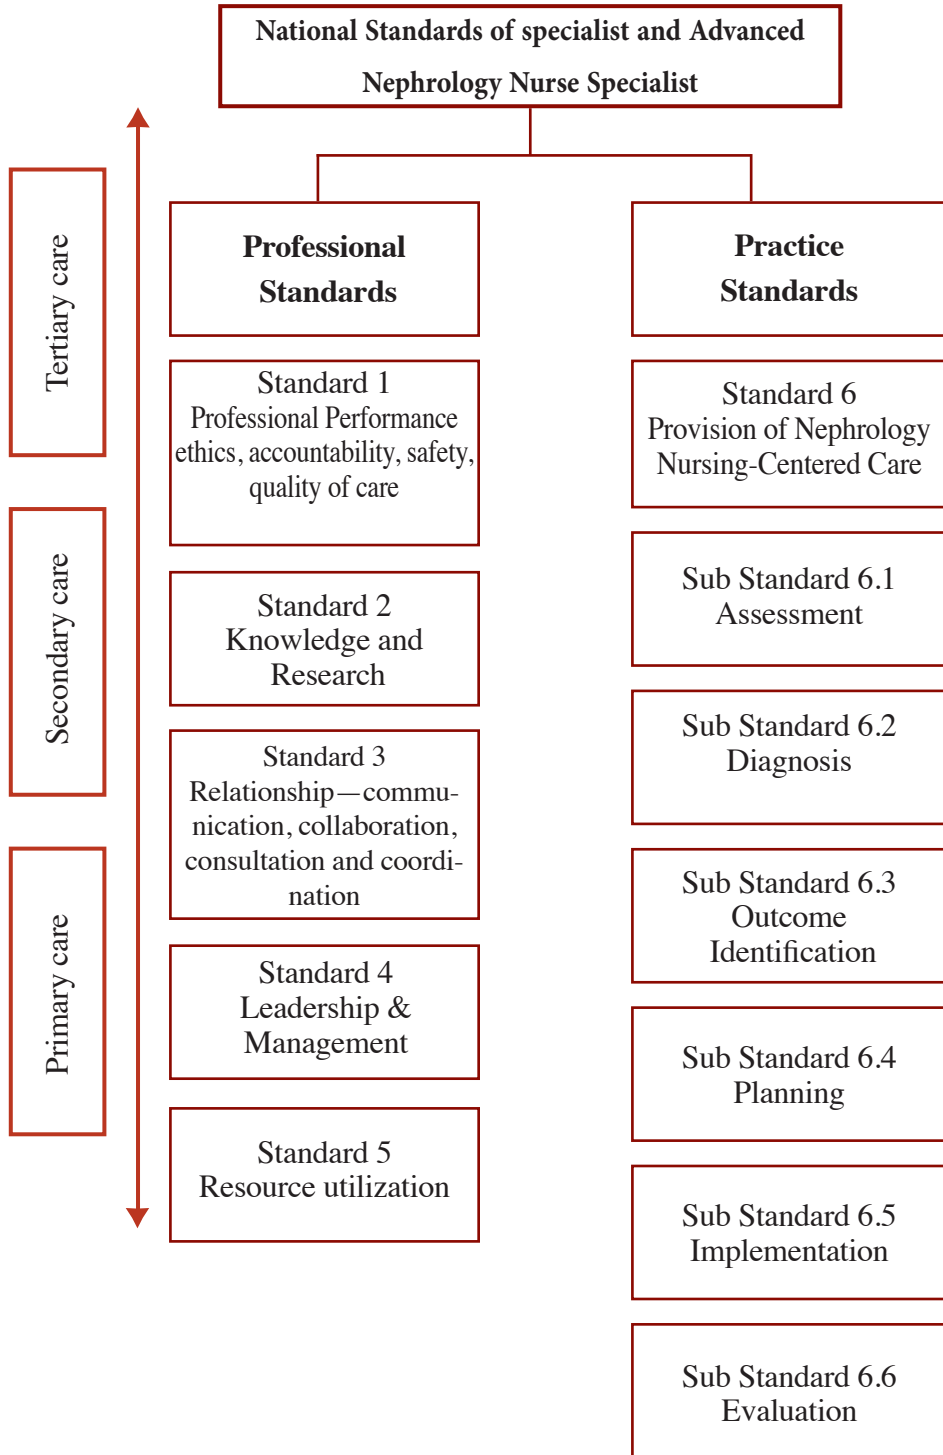 National Standards of specialist and Advanced
Nephrology Nurse Specialist
Tertiary care
Secondary care
Primary care
Professional
Standards
Standard 1
Professional Performance
ethics, accountability, safety,
quality of care
Standard 2
Knowledge and
Research
Standard 3
Relationship—commu-
nication, collaboration,
consultation and coordi-
nation
Standard 4
Leadership &
Management
Standard 5
Resource utilization
Practice
Standards
Standard 6
Provision of Nephrology
Nursing-Centered Care
Sub Standard 6.1
Assessment
Sub Standard 6.2
Diagnosis
Sub Standard 6.3
Outcome
Identification
Sub Standard 6.4
Planning
Sub Standard 6.5
Implementation
Sub Standard 6.6
Evaluation